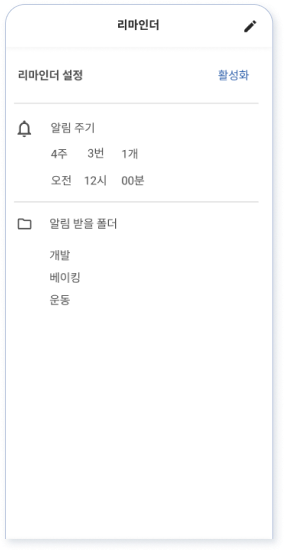 리마인더
리마인더 설정 활성화
알림 주기
4주 3번 1개
오전 12시 00분
알림 받을 폴더
개발
베이킹
운동